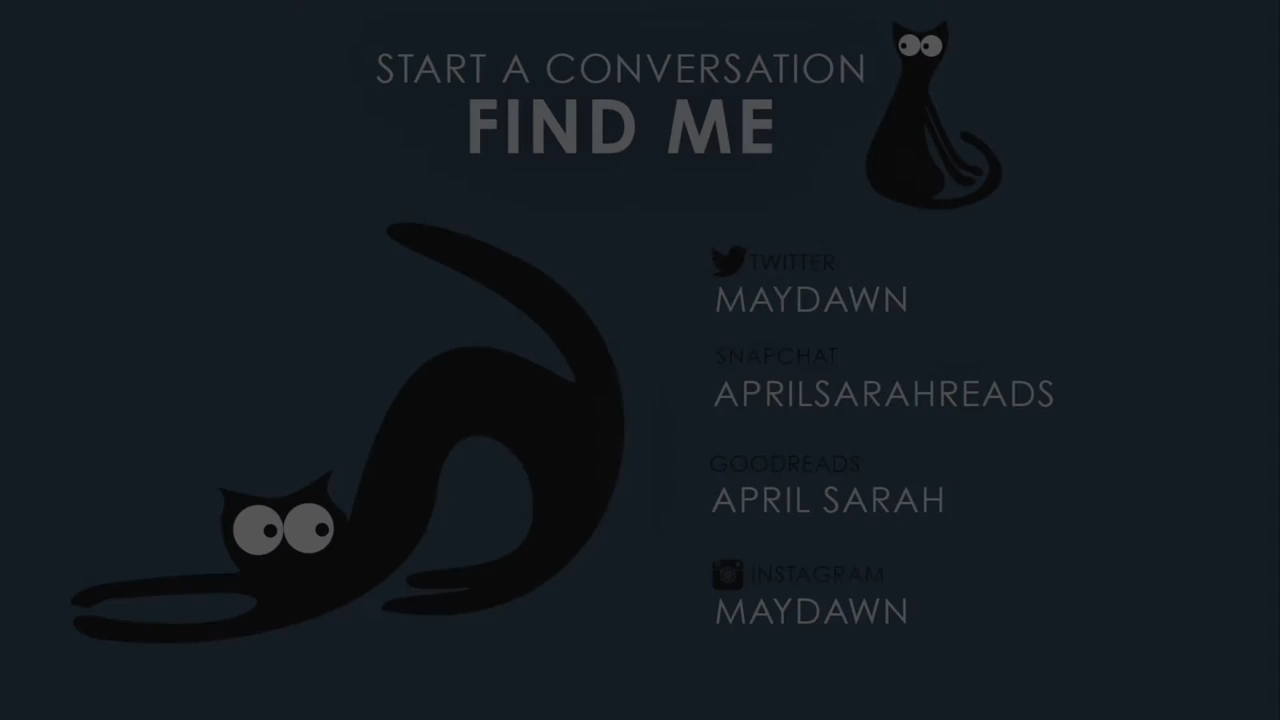 START A CONVERSATION
FIND ME
TWITTER
MAYDAWN
SNAPCHAT
APRILSARAHREADS
GOODREADS
APRIL SARAH
INSTAGRAM
MAYDAWN